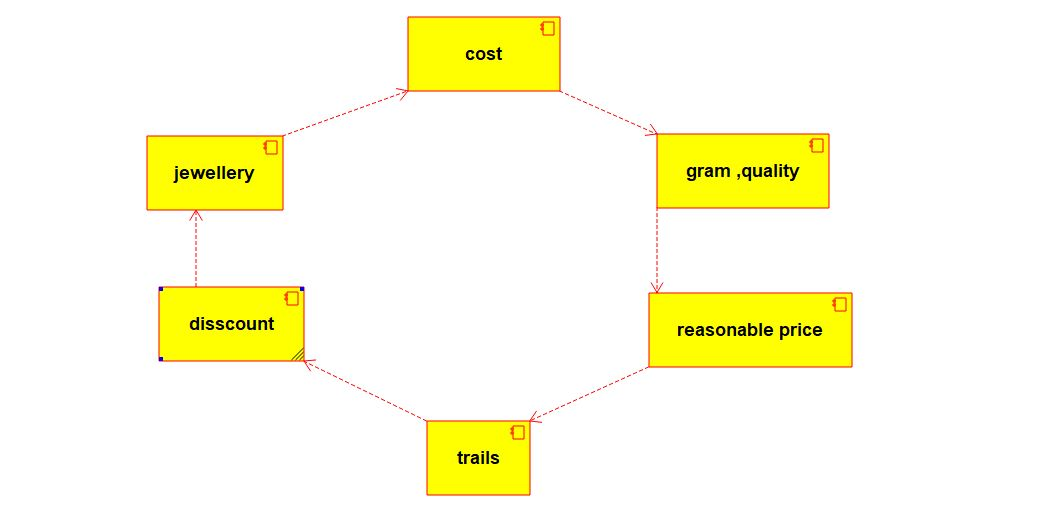 cost
jewellery
gram ,quality
disscount
reasonable price
trails